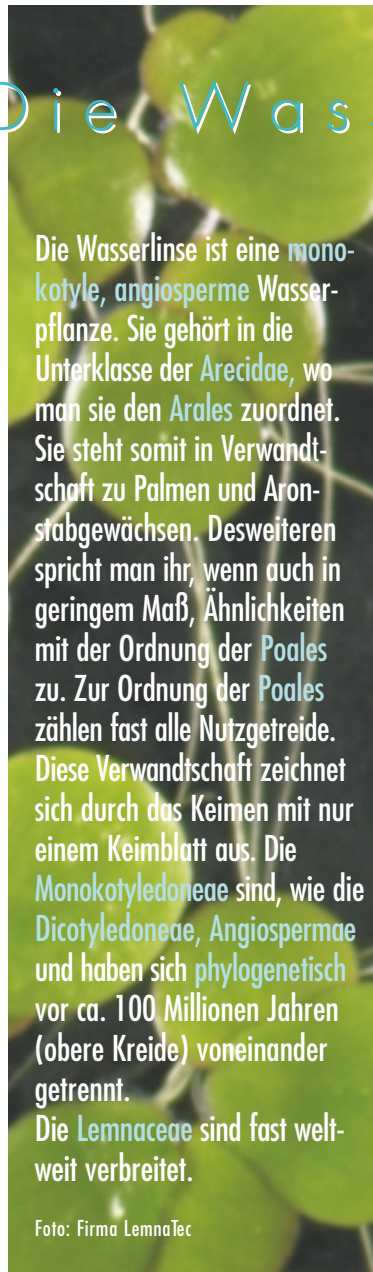 Die Was
Die Wasserlinse ist eine mono-
kotyle, angiosperme Wasser-
pflanze. Sie gehört in die
Unterklasse der Arecidae, wo
man sie den Arales zuordnet.
Sie steht somit in Verwandt-
schaft zu Palmen und Aron-
stabgewächsen. Desweiteren
spricht man ihr, wenn auch in
geringem Maß, Ähnlichkeiten
mit der Ordnung der Poales
zu. Zur Ordnung der Poales
zählen fast alle Nutzgetreide.
Diese Verwandtschaft zeichnet
sich durch das Keimen mit nur
einem Keimblatt aus. Die
Monokotyledoneae sind, wie die
Dicotyledoneae, Angiospermae
und haben sich phylogenetisch
vor ca. 100 Millionen Jahren
(obere Kreide) voneinander
getrennt.
Die Lemnaceae sind fast welt-
weit verbreitet.
Foto: Firma LemnaTec